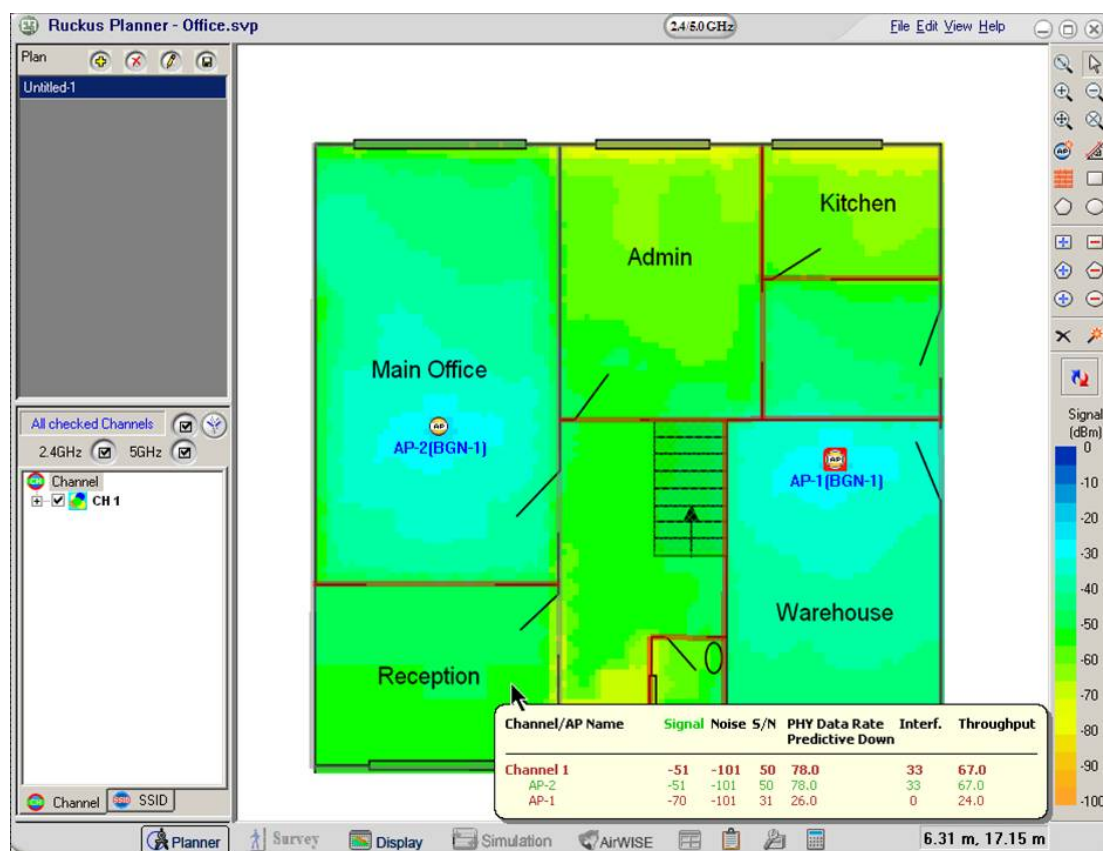 Ruckus Planner - Office.svp
2.4/5.0 GHz
File Edit View Help
Plan
Untitled-1
All checked Channels
2.4GHz 5GHz
Channel
CH 1
Channel SSID
Kitchen
Admin
Main Office
AP
AP-2(BGN-1)
AP
AP-1(BGN-1)
Warehouse
Reception
Channel/AP Name Signal Noise S/N PHY Data Rate Interf. Throughput
Predictive Down
Channel 1 -51 -101 50 78.0 33 67.0
AP-2 -51 -101 50 78.0 33 67.0
AP-1 -70 -101 31 26.0 0 24.0
AP
Signal
(dBm)
0
-10
-20
-30
-40
-50
-60
-70
-80
-90
-100
Planner Survey Display Simulation AirWISE 6.31 m, 17.15 m